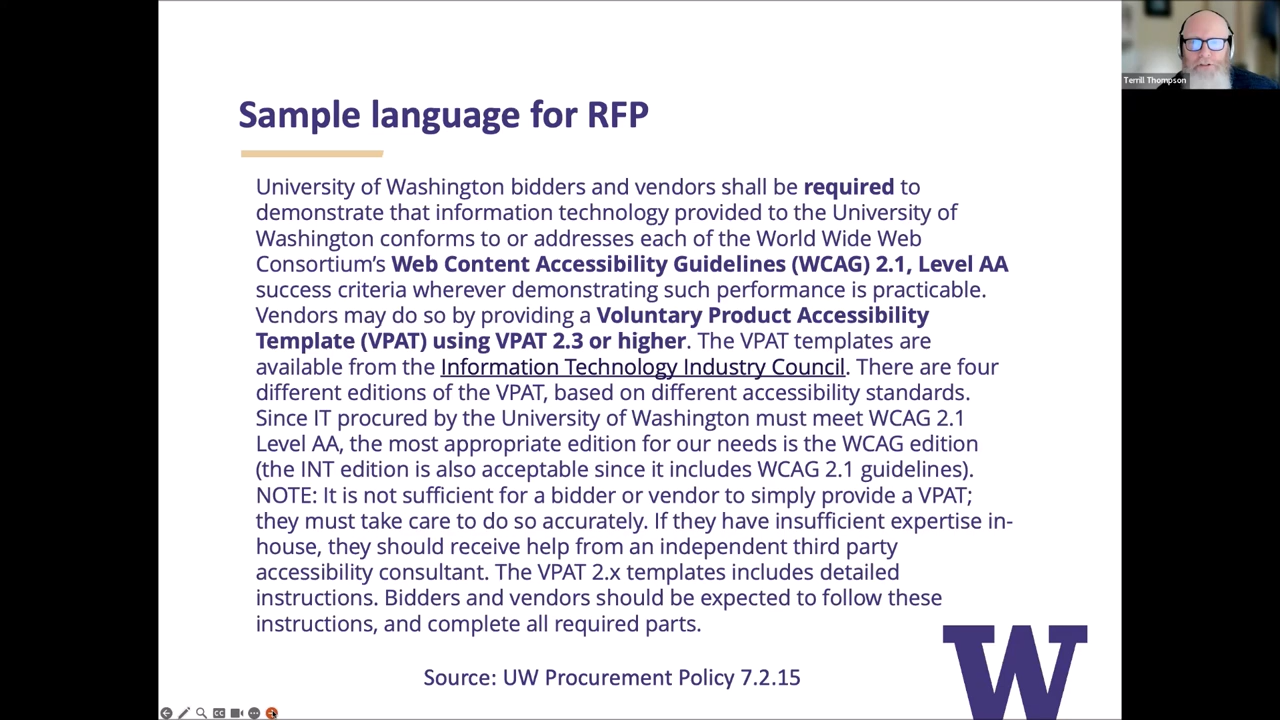 Sample language for RFP
University of Washington bidders and vendors shall be required to
demonstrate that information technology provided to the University of
Washington conforms to or addresses each of the World Wide Web
Consortium's Web Content Accessibility Guidelines (WCAG) 2.1, Level AA
success criteria wherever demonstrating such performance is practicable.
Vendors may do so by providing a Voluntary Product Accessibility
Template (VPAT) using VPAT 2.3 or higher. The VPAT templates are
available from the Information Technology Industry Council. There are four
different editions of the VPAT, based on different accessibility standards.
Since IT procured by the University of Washington must meet WCAG 2.1
Level AA, the most appropriate edition for our needs is the WCAG edition
(the INT edition is also acceptable since it includes WCAG 2.1 guidelines).
NOTE: It is not sufficient for a bidder or vendor to simply provide a VPAT;
they must take care to do so accurately. If they have insufficient expertise in-
house, they should receive help from an independent third party
accessibility consultant. The VPAT 2.x templates includes detailed
instructions. Bidders and vendors should be expected to follow these
instructions, and complete all required parts.
Source: UW Procurement Policy 7.2.15
W
Terrill Thompson